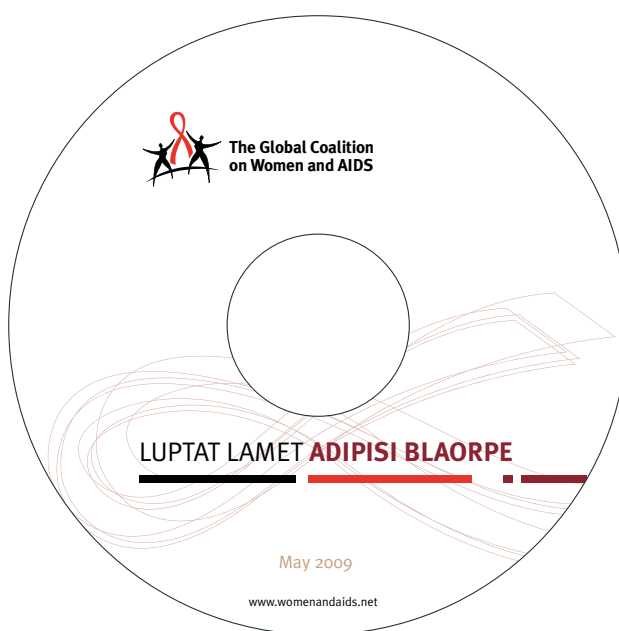 The Global Coalition
on Women and AIDS
LUPTAT LAMET ADIPISI BLAORPE
May 2009
www.womenandaids.net